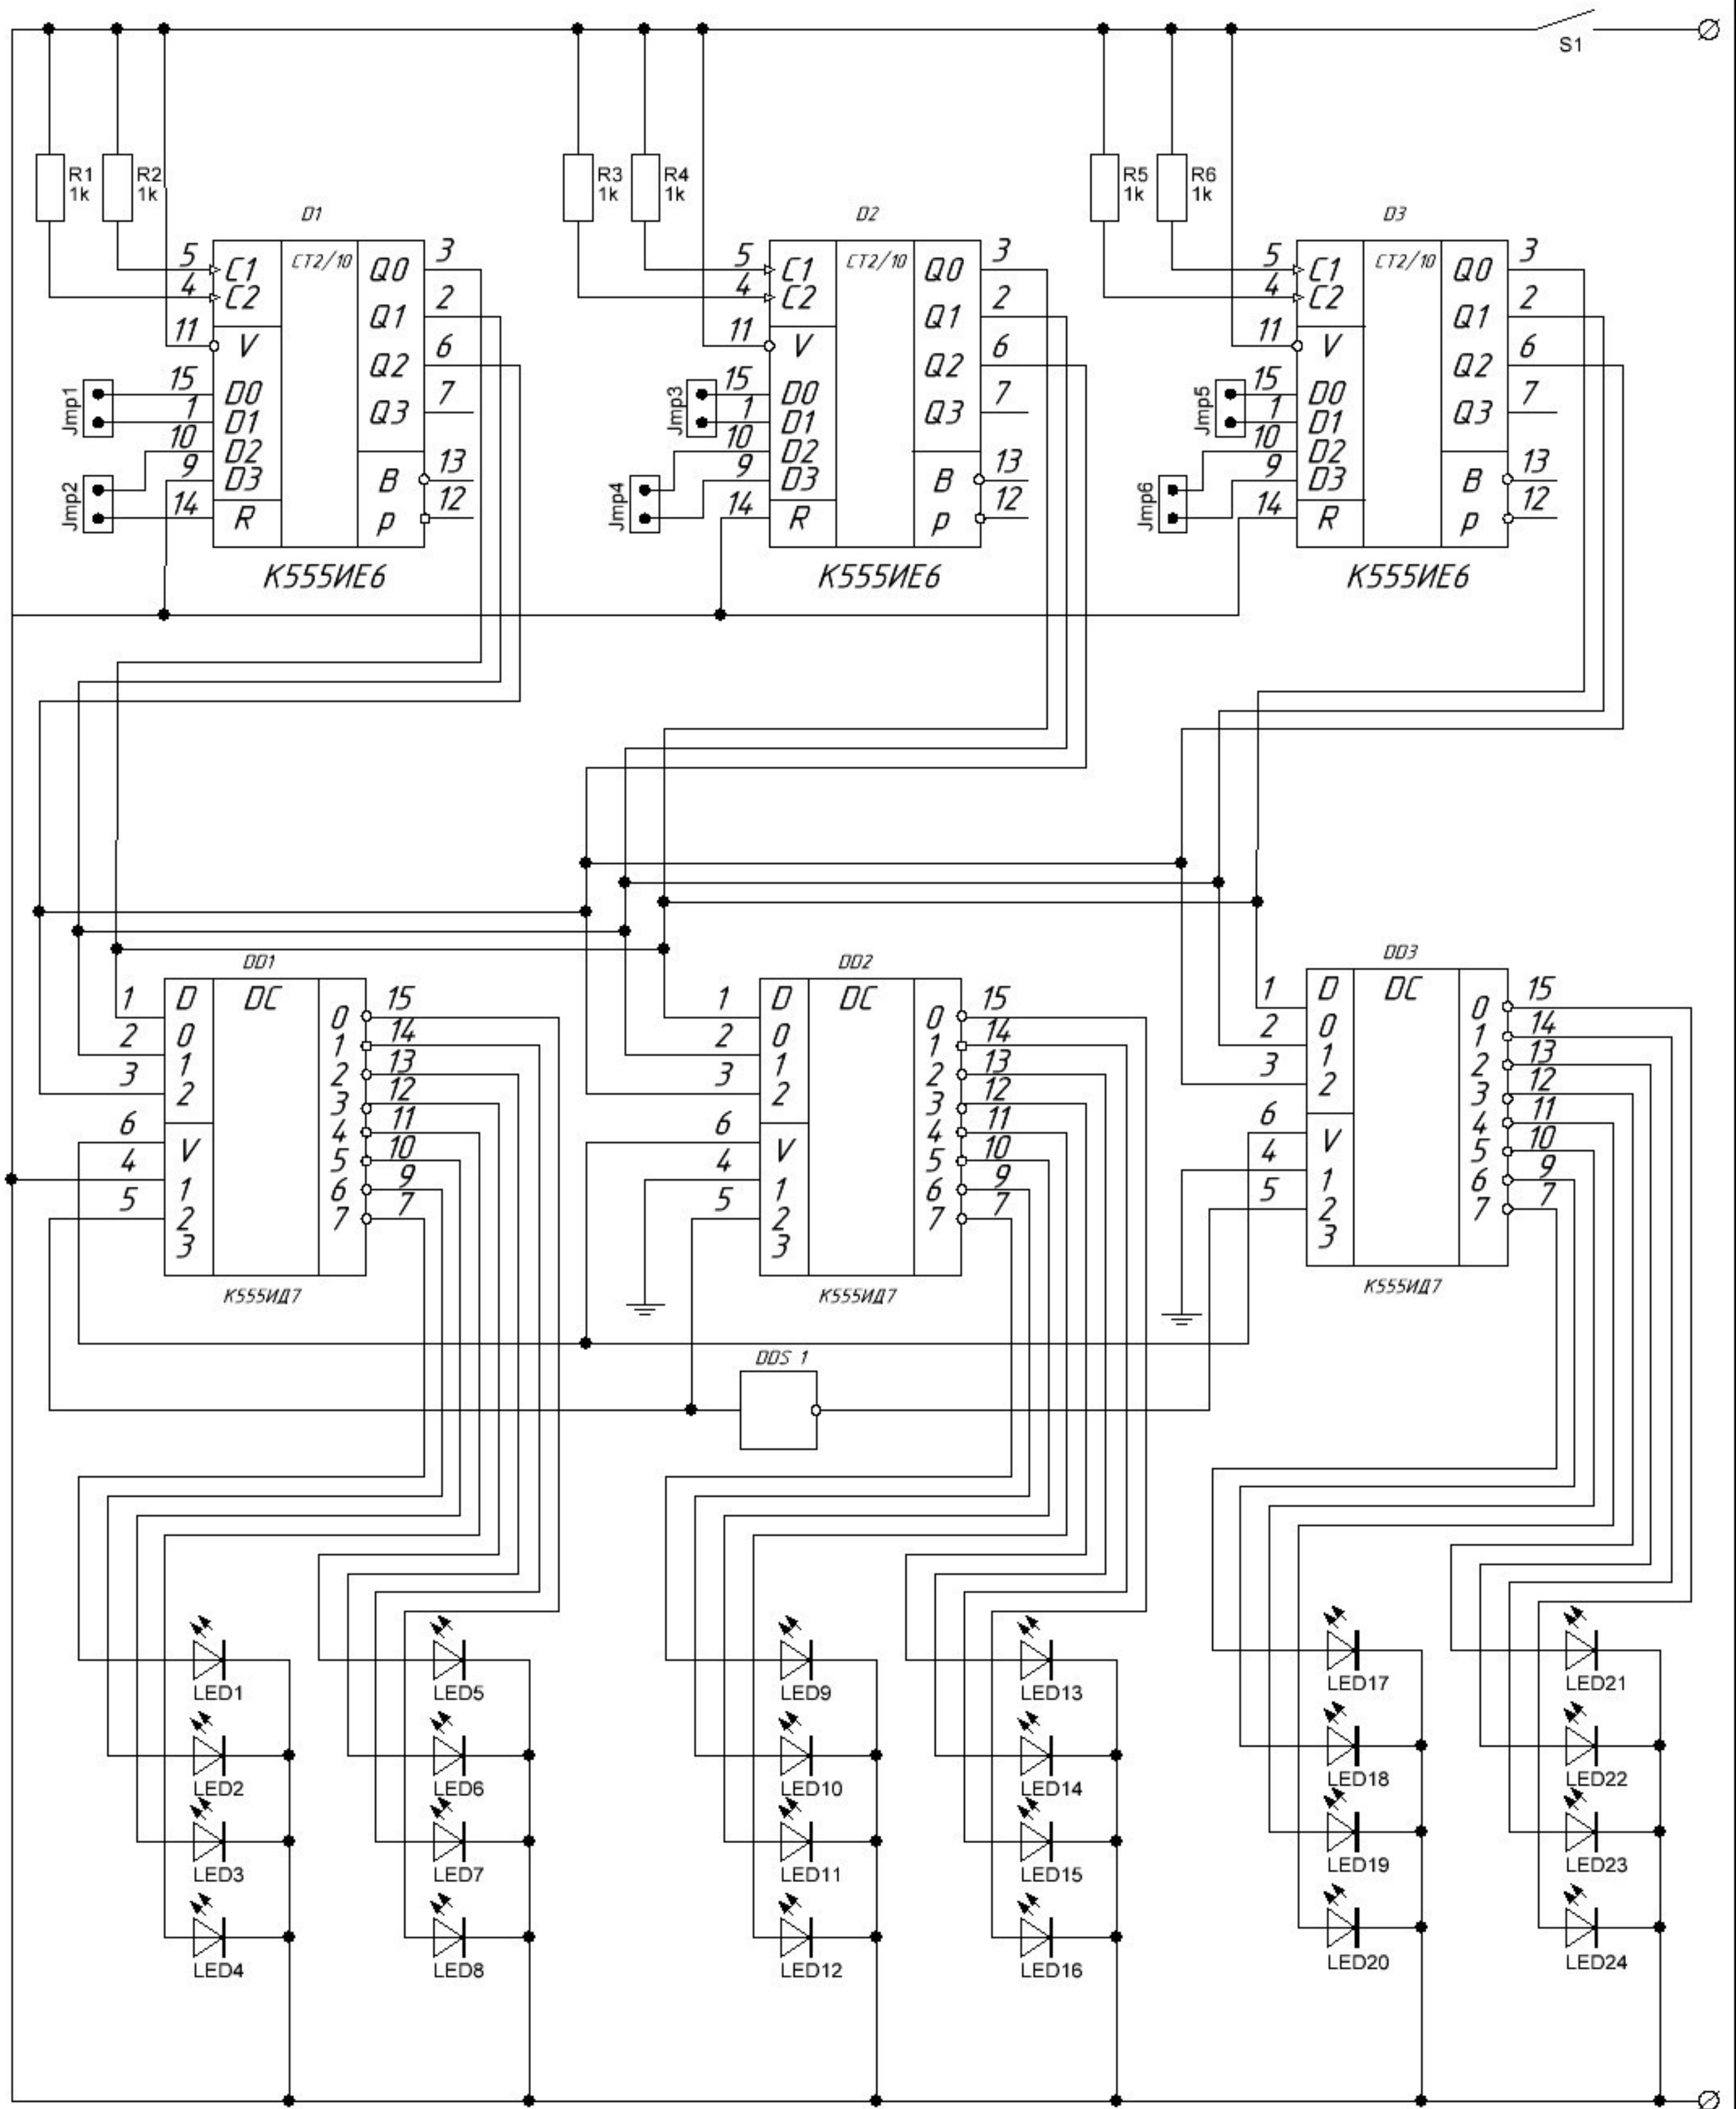 S1
R1
1k
R2
1k
R3
1k
R4
1k
R5
1k
R6
1k
D1
CT2/10
5 C1
4 C2
11 V
15 D0
1 D1
10 D2
9 D3
14 R
Q0 3
Q1 2
Q2 6
Q3 7
B 13
P 12
Jmp1
Jmp2
К555ИЕ6
D2
CT2/10
5 C1
4 C2
11 V
15 D0
1 D1
10 D2
9 D3
14 R
Q0 3
Q1 2
Q2 6
Q3 7
B 13
P 12
Jmp3
Jmp4
К555ИЕ6
D3
CT2/10
5 C1
4 C2
11 V
15 D0
1 D1
10 D2
9 D3
14 R
Q0 3
Q1 2
Q2 6
Q3 7
B 13
P 12
Jmp5
Jmp6
К555ИЕ6
DD1
DC
1 D
2 0
1
3 2
6 V
4 1
5 2
3
0 15
1 14
2 13
3 12
4 11
5 10
6 9
7 7
К555ИД7
DD2
DC
1 D
2 0
1
3 2
6 V
4 1
5 2
3
0 15
1 14
2 13
3 12
4 11
5 10
6 9
7 7
К555ИД7
DD3
DC
1 D
2 0
1
3 2
6 V
4 1
5 2
3
0 15
1 14
2 13
3 12
4 11
5 10
6 9
7 7
К555ИД7
DDS 1
LED1
LED2
LED3
LED4
LED5
LED6
LED7
LED8
LED9
LED10
LED11
LED12
LED13
LED14
LED15
LED16
LED17
LED18
LED19
LED20
LED21
LED22
LED23
LED24